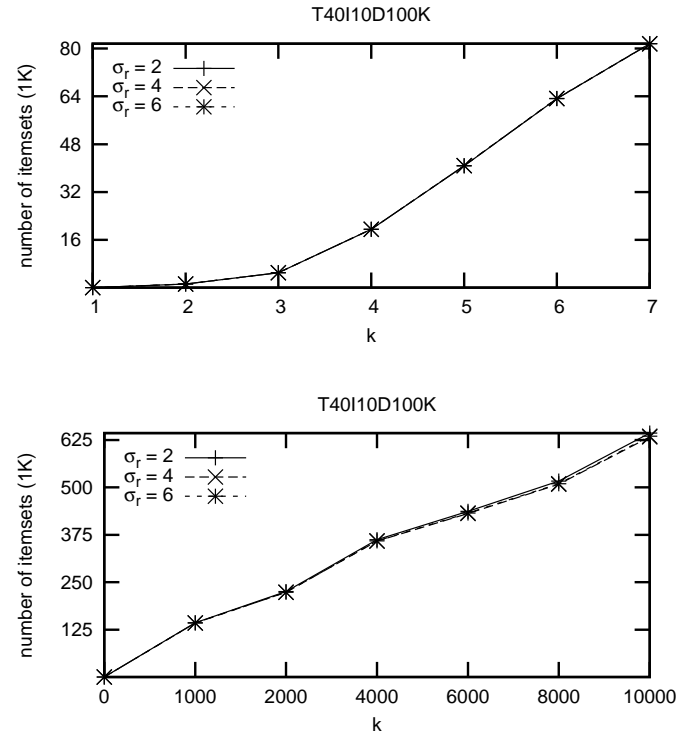 T40I10D100K
number of itemsets (1K)
80
64
48
32
16
σr = 2
σr = 4
σr = 6
1 2 3 4 5 6 7
k
T40I10D100K
number of itemsets (1K)
625
500
375
250
125
σr = 2
σr = 4
σr = 6
0 1000 2000 4000 6000 8000 10000
k